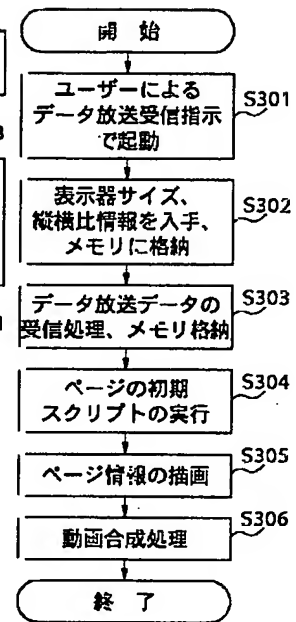 開 始
ユーザーによる
データ放送受信指示
で起動
S301
表示器サイズ、
縦横比情報を入手、
メモリに格納
S302
データ放送データの
受信処理、メモリ格納
S303
ページの初期
スクリプトの実行
S304
ページ情報の描画
S305
動画合成処理
S306
終 了